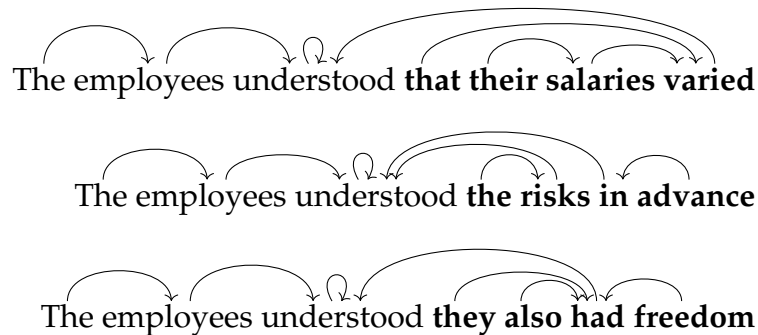 The employees understood that their salaries varied
The employees understood the risks in advance
The employees understood they also had freedom